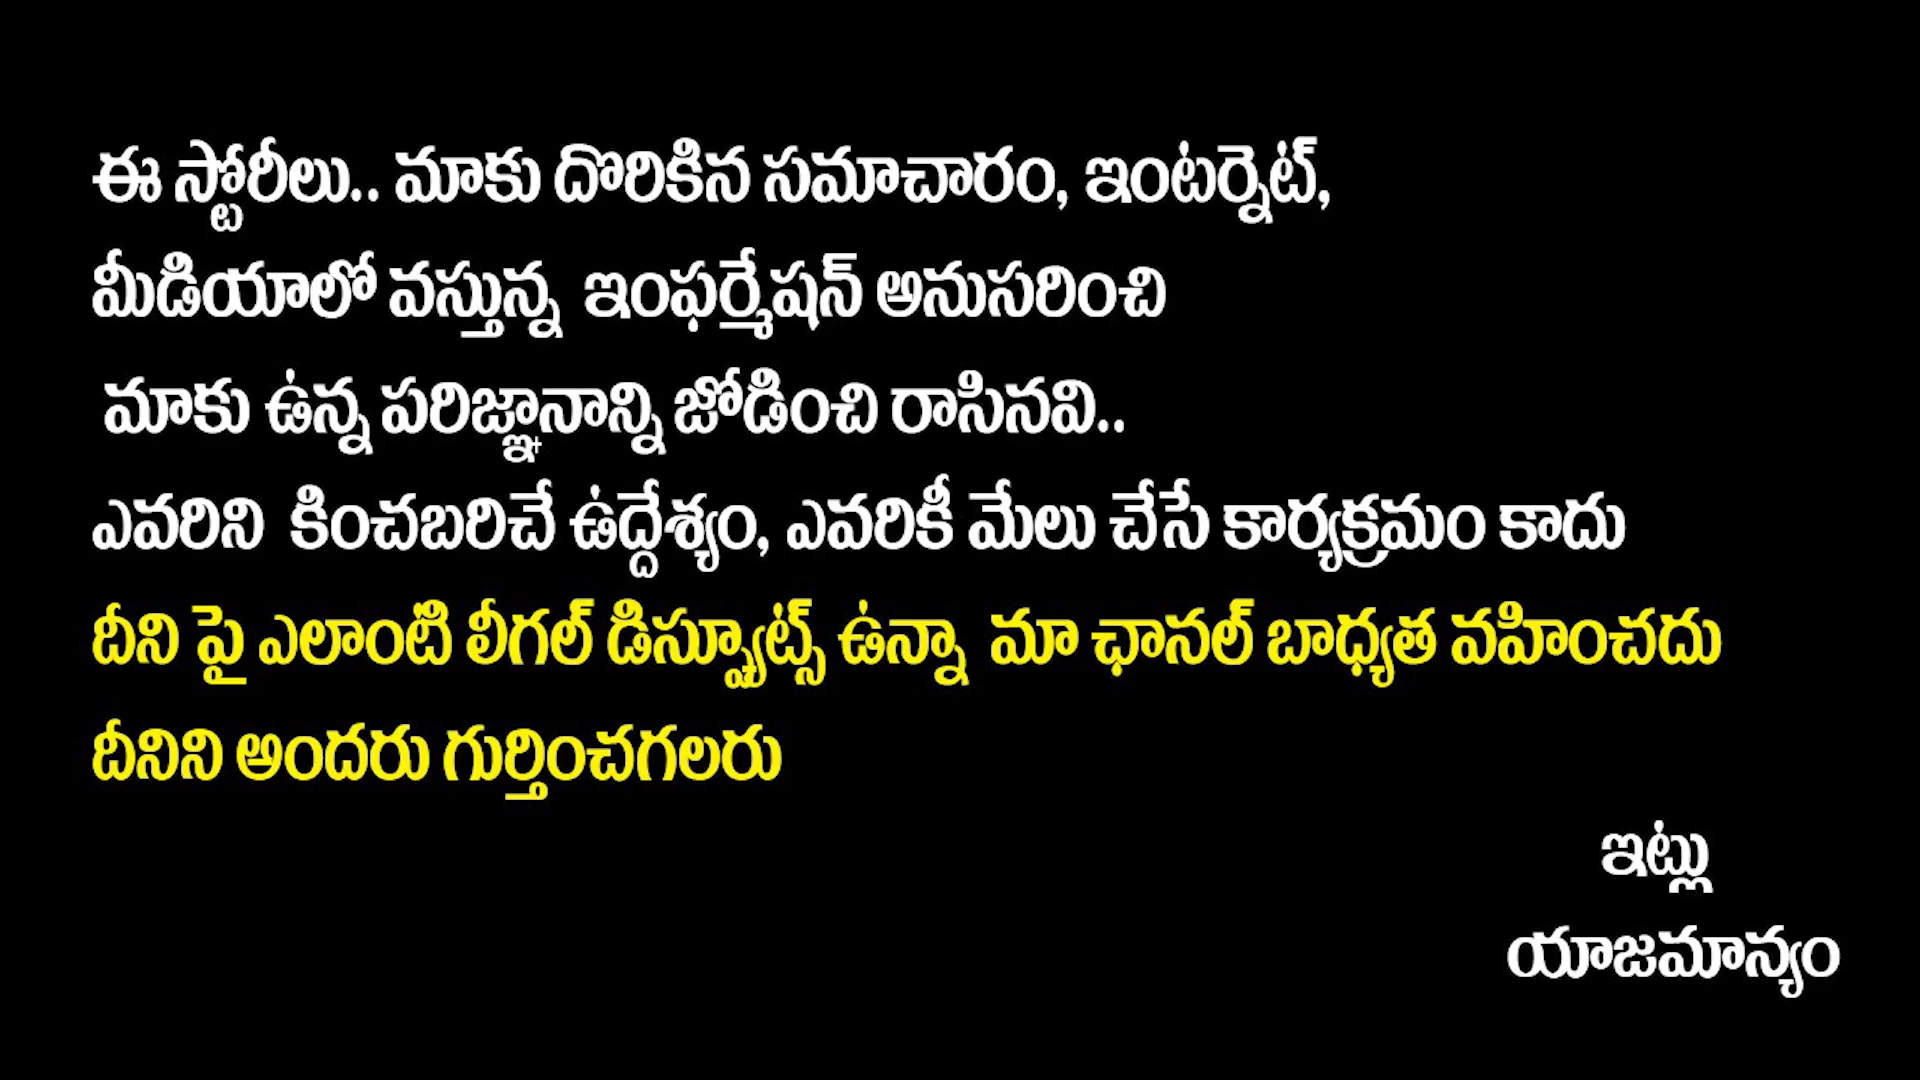 ఈ స్టోరీలు.. మాకు దొరికిన సమాచారం, ఇంటర్నెట్,
మీడియాలో వస్తున్న ఇంఫర్మేషన్ అనుసరించి
మాకు ఉన్న పరిజ్ఞానాన్ని జోడించి రాసినవి..
ఎవరిని కించబరిచే ఉద్దేశ్యం, ఎవరికీ మేలు చేసే కార్యక్రమం కాదు
దీని పై ఎలాంటి లీగల్ డిస్ప్యూట్స్ ఉన్నా మా ఛానల్ బాధ్యత వహించదు
దీనిని అందరు గుర్తించగలరు
ఇట్లు
యాజమాన్యం